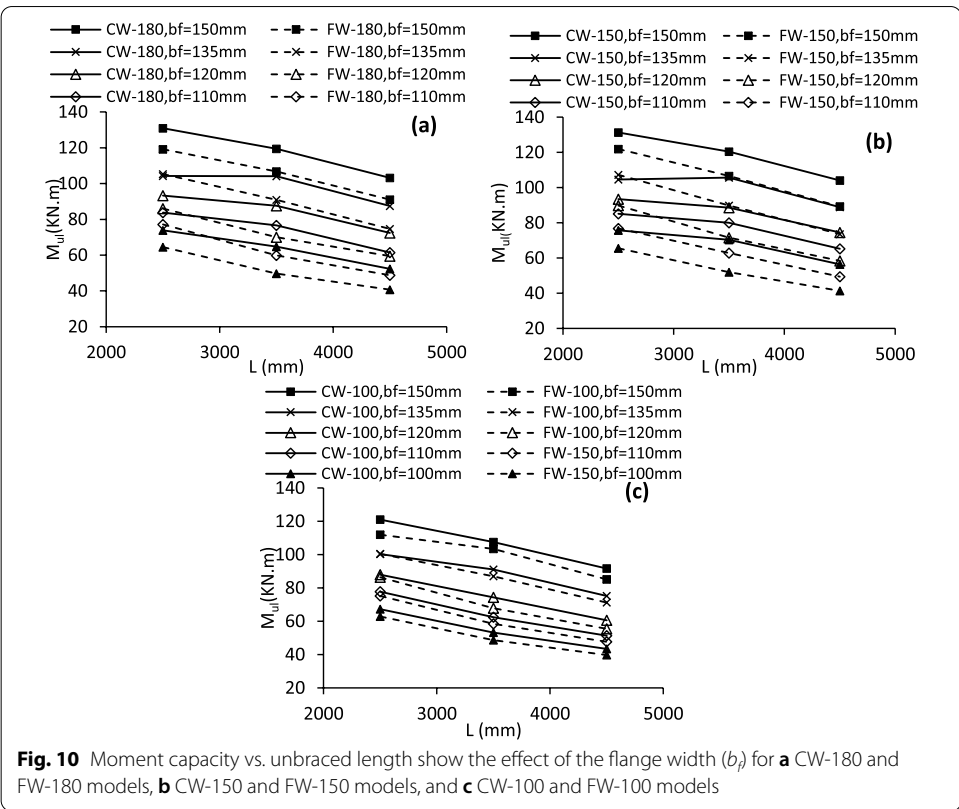 CW-180,bf=150mm FW-180,bf=150mm
CW-180,bf=135mm FW-180,bf=135mm
CW-180,bf=120mm FW-180,bf=120mm
CW-180,bf=110mm FW-180,bf=110mm
(a)
140
120
100
80
60
40
20
Mul(KN.m)
2000 3000 4000 5000
L (mm)
CW-150,bf=150mm FW-150,bf=150mm
CW-150,bf=135mm FW-150,bf=135mm
CW-150,bf=120mm FW-150,bf=120mm
CW-150,bf=110mm FW-150,bf=110mm
(b)
140
120
100
80
60
40
20
Mul(KN.m)
2000 3000 4000 5000
L (mm)
CW-100,bf=150mm FW-100,bf=150mm
CW-100,bf=135mm FW-100,bf=135mm
CW-100,bf=120mm FW-100,bf=120mm
CW-100,bf=110mm FW-150,bf=110mm
CW-100,bf=100mm FW-150,bf=100mm
(c)
140
120
100
80
60
40
20
Mul(KN.m)
2000 3000 4000 5000
L (mm)
Fig. 10 Moment capacity vs. unbraced length show the effect of the flange width (bf) for a CW-180 and
FW-180 models, b CW-150 and FW-150 models, and c CW-100 and FW-100 models